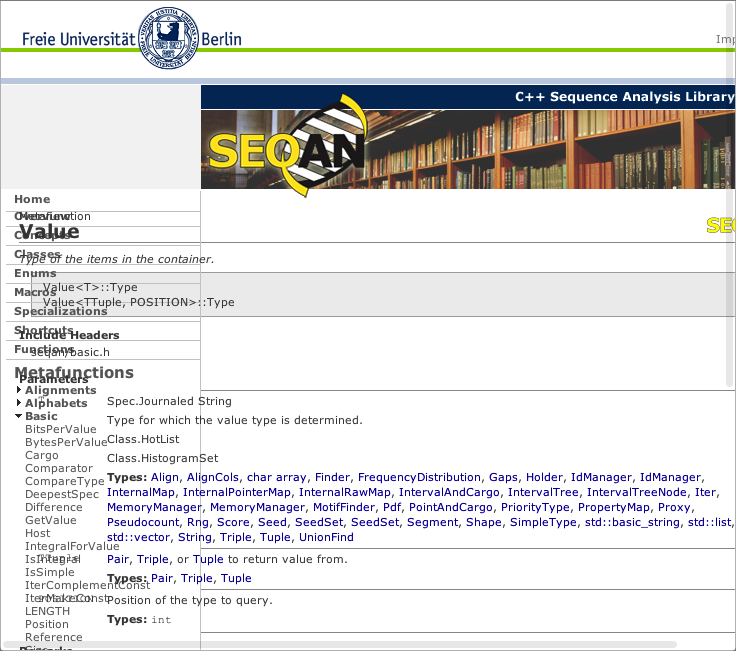 Freie Universität Berlin
Imp
C++ Sequence Analysis Library
SEQAN
Home
Overview
Metafunction
Value
SE
Concepts
Classes
Type of the items in the container.
Enums
Value<T>::Type
Macros
Value<TTuple, POSITION>::Type
Specializations
Shortcuts
Include Headers
Functions
seqan/basic.h
Metafunctions
Parameters
Alignments
Spec.Journaled String
Alphabets
Basic
Type for which the value type is determined.
BitsPerValue
Class.HotList
BytesPerValue
Cargo
Class.HistogramSet
Comparator
Types: Align, AlignCols, char array, Finder, FrequencyDistribution, Gaps, Holder, IdManager, IdManager,
CompareType
InternalMap, InternalPointerMap, InternalRawMap, IntervalAndCargo, IntervalTree, IntervalTreeNode, Iter,
DeepestSpec
Difference
MemoryManager, MemoryManager, MotifFinder, Pdf, PointAndCargo, PriorityType, PropertyMap, Proxy,
GetValue
Pseudocount, Rng, Score, Seed, SeedSet, SeedSet, Segment, Shape, SimpleType, std::basic_string, std::list,
Host
std::vector, String, Triple, Tuple, UnionFind
IntegralForValue
IsIntegral
TTuple
Pair, Triple, or Tuple to return value from.
IsSimple
Types: Pair, Triple, Tuple
IterComplementConst
IterMakeConst
POSITION
Position of the type to query.
LENGTH
Types: int
Position
Reference